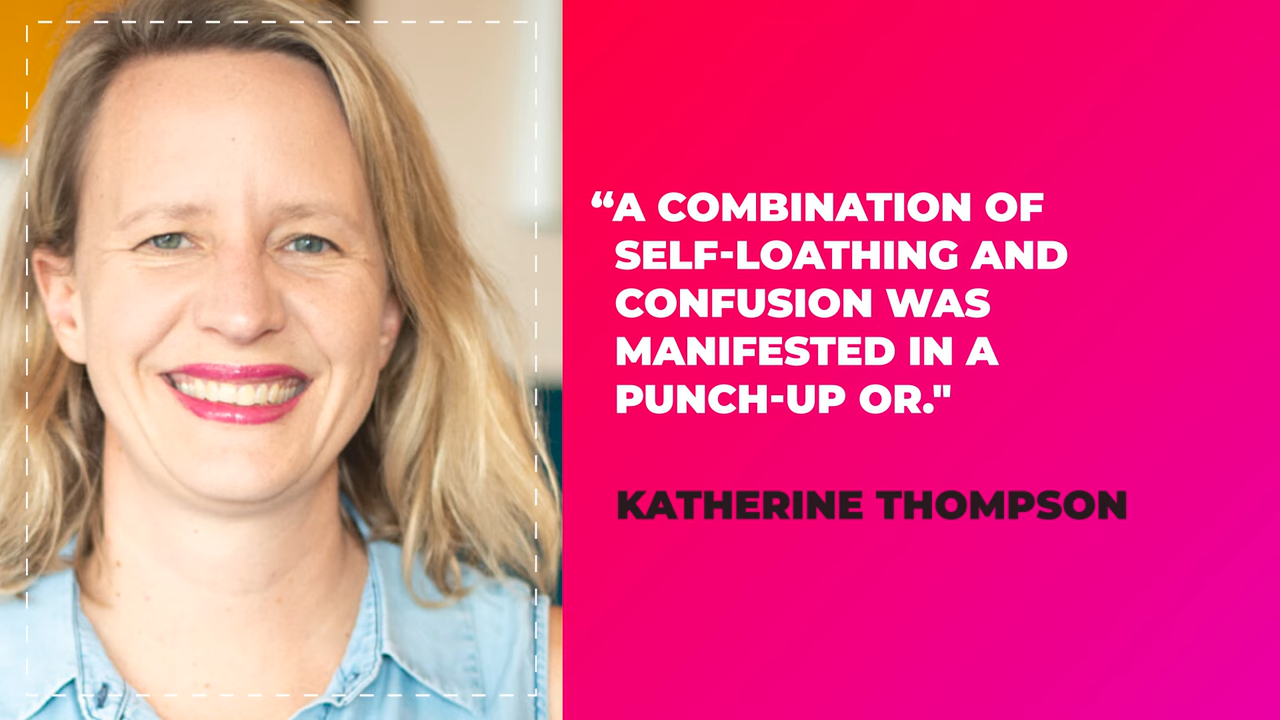 “A COMBINATION OF
SELF-LOATHING AND
CONFUSION WAS
MANIFESTED IN A
PUNCH-UP OR."
KATHERINE THOMPSON